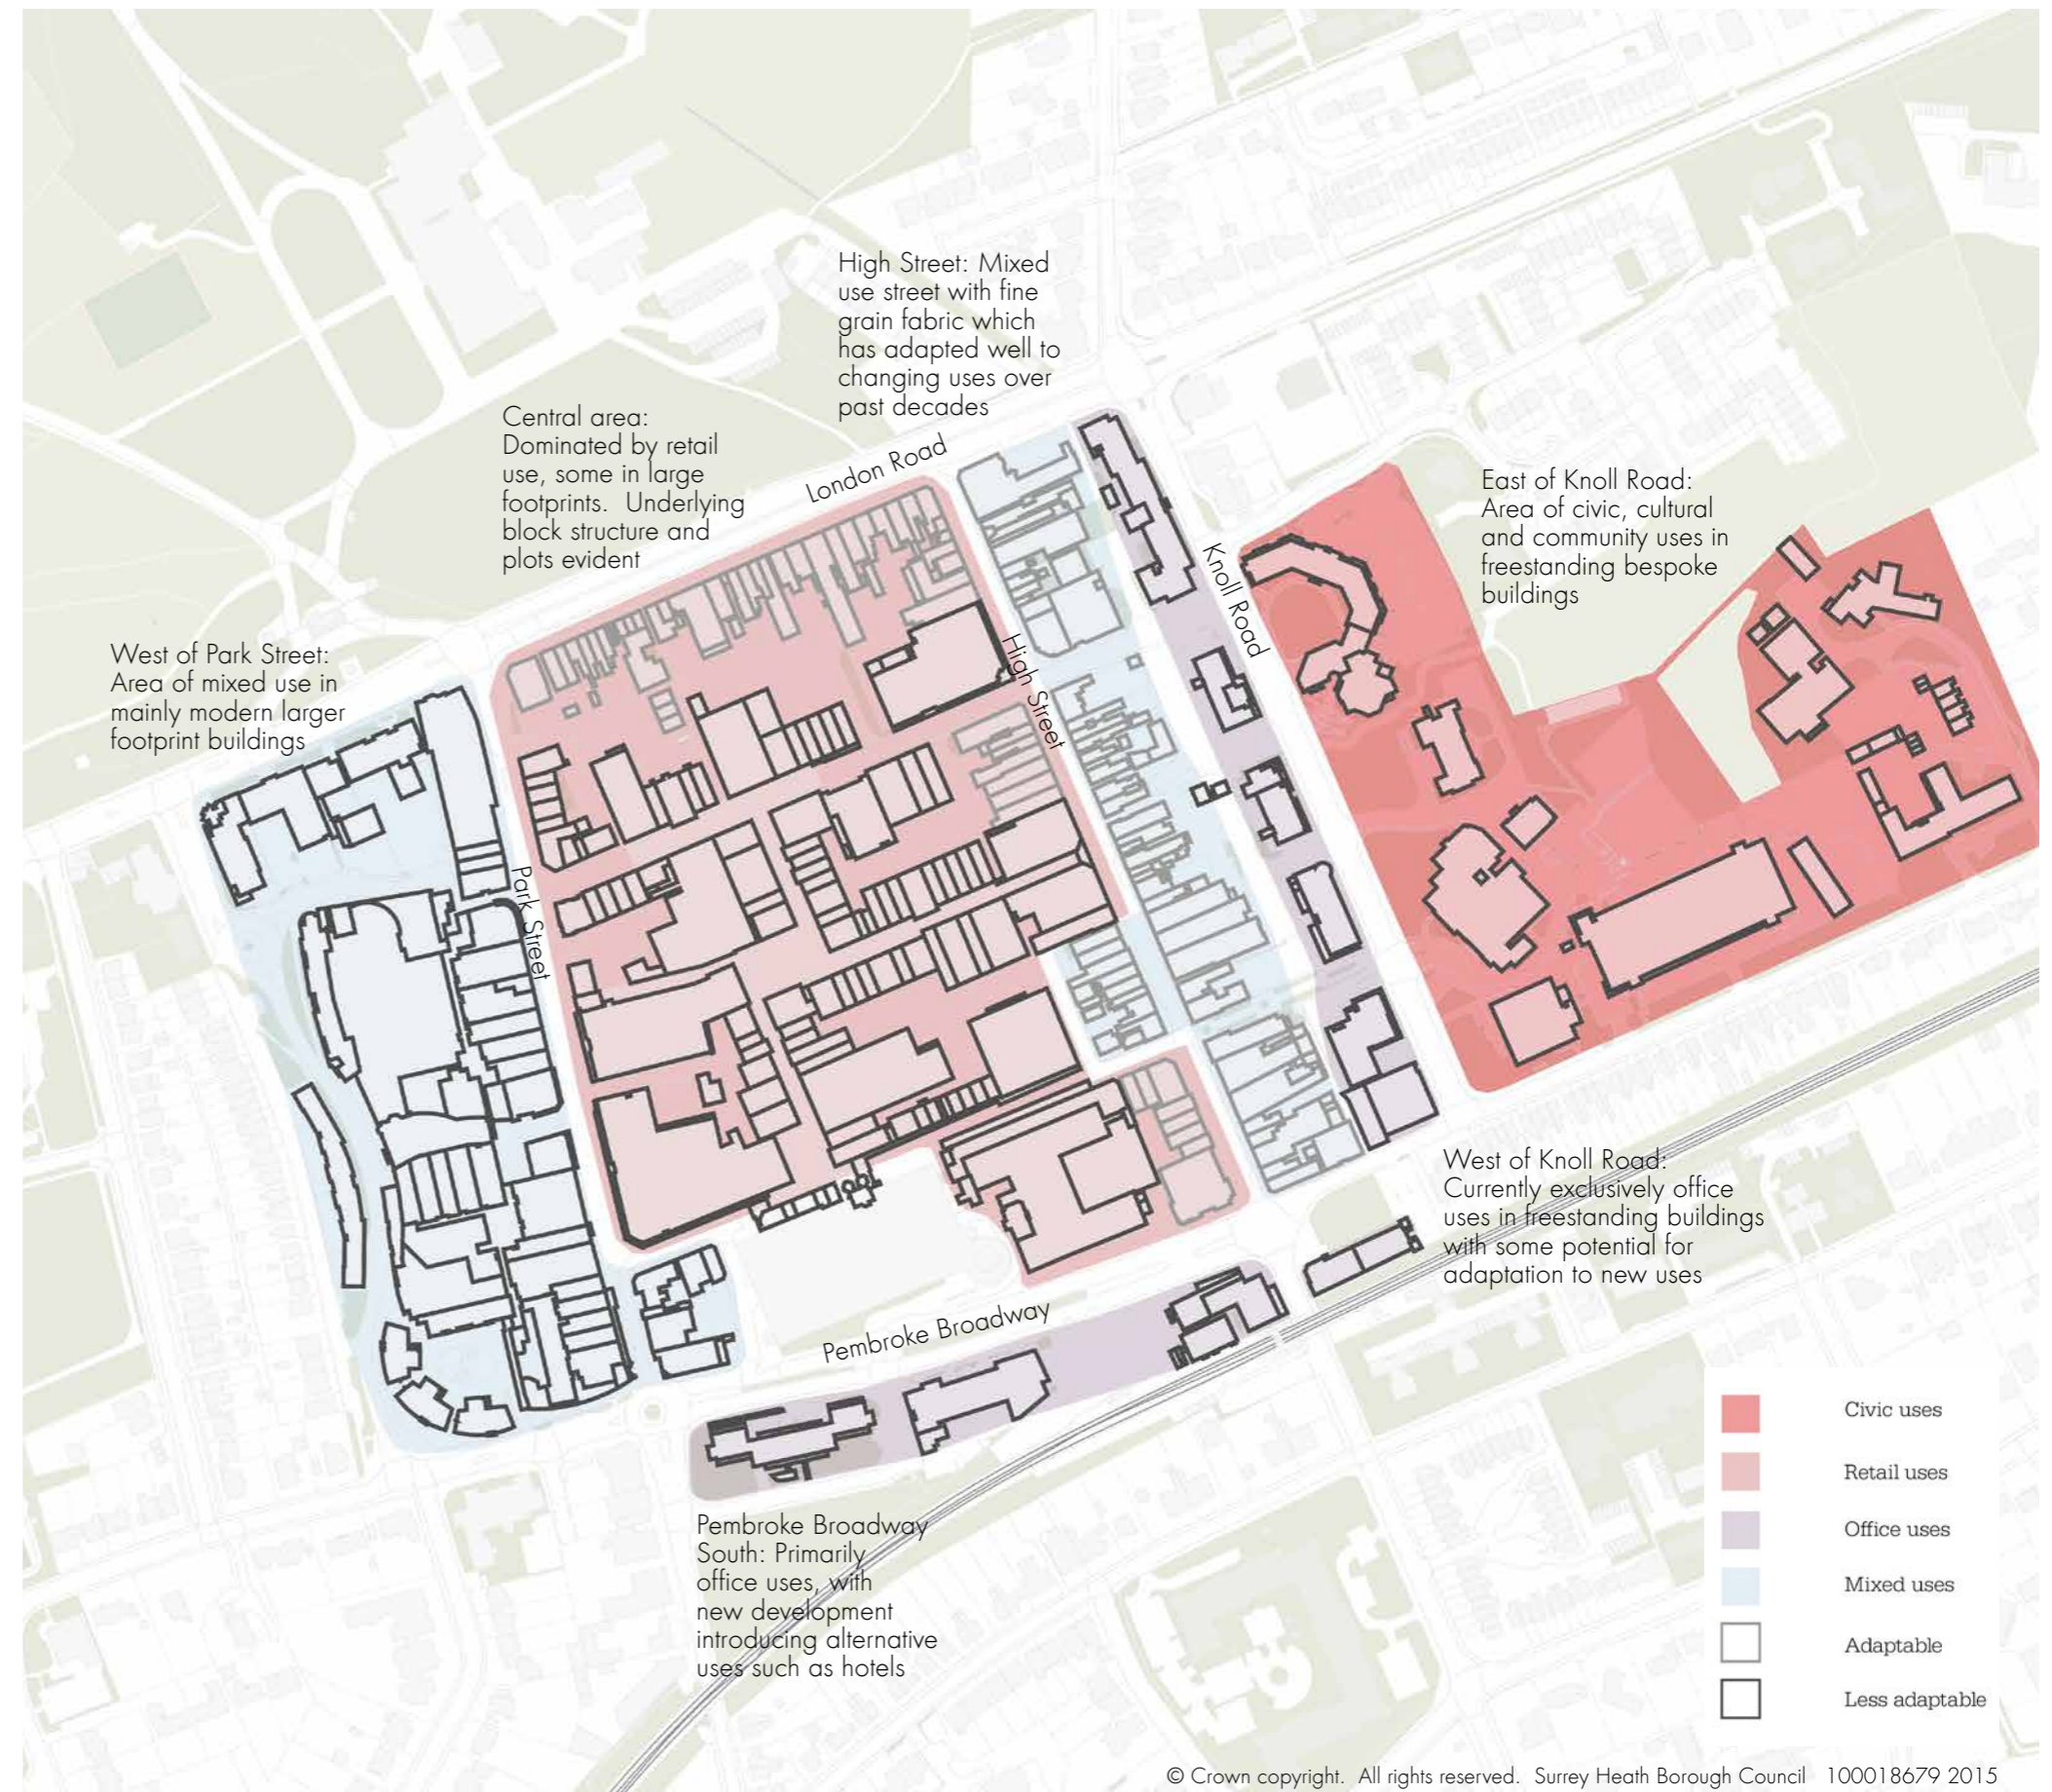 High Street: Mixed
use street with fine
grain fabric which
has adapted well to
changing uses over
past decades
Central area:
Dominated by retail
use, some in large
footprints. Underlying
block structure and
plots evident
London Road
East of Knoll Road:
Area of civic, cultural
and community uses in
freestanding bespoke
buildings
Knoll Road
West of Park Street:
Area of mixed use in
mainly modern larger
footprint buildings
High Street
Park Street
West of Knoll Road:
Currently exclusively office
uses in freestanding buildings
with some potential for
adaptation to new uses
Pembroke Broadway
Pembroke Broadway
South: Primarily
office uses, with
new development
introducing alternative
uses such as hotels
Civic uses
Retail uses
Office uses
Mixed uses
Adaptable
Less adaptable
© Crown copyright. All rights reserved. Surrey Heath Borough Council 100018679 2015